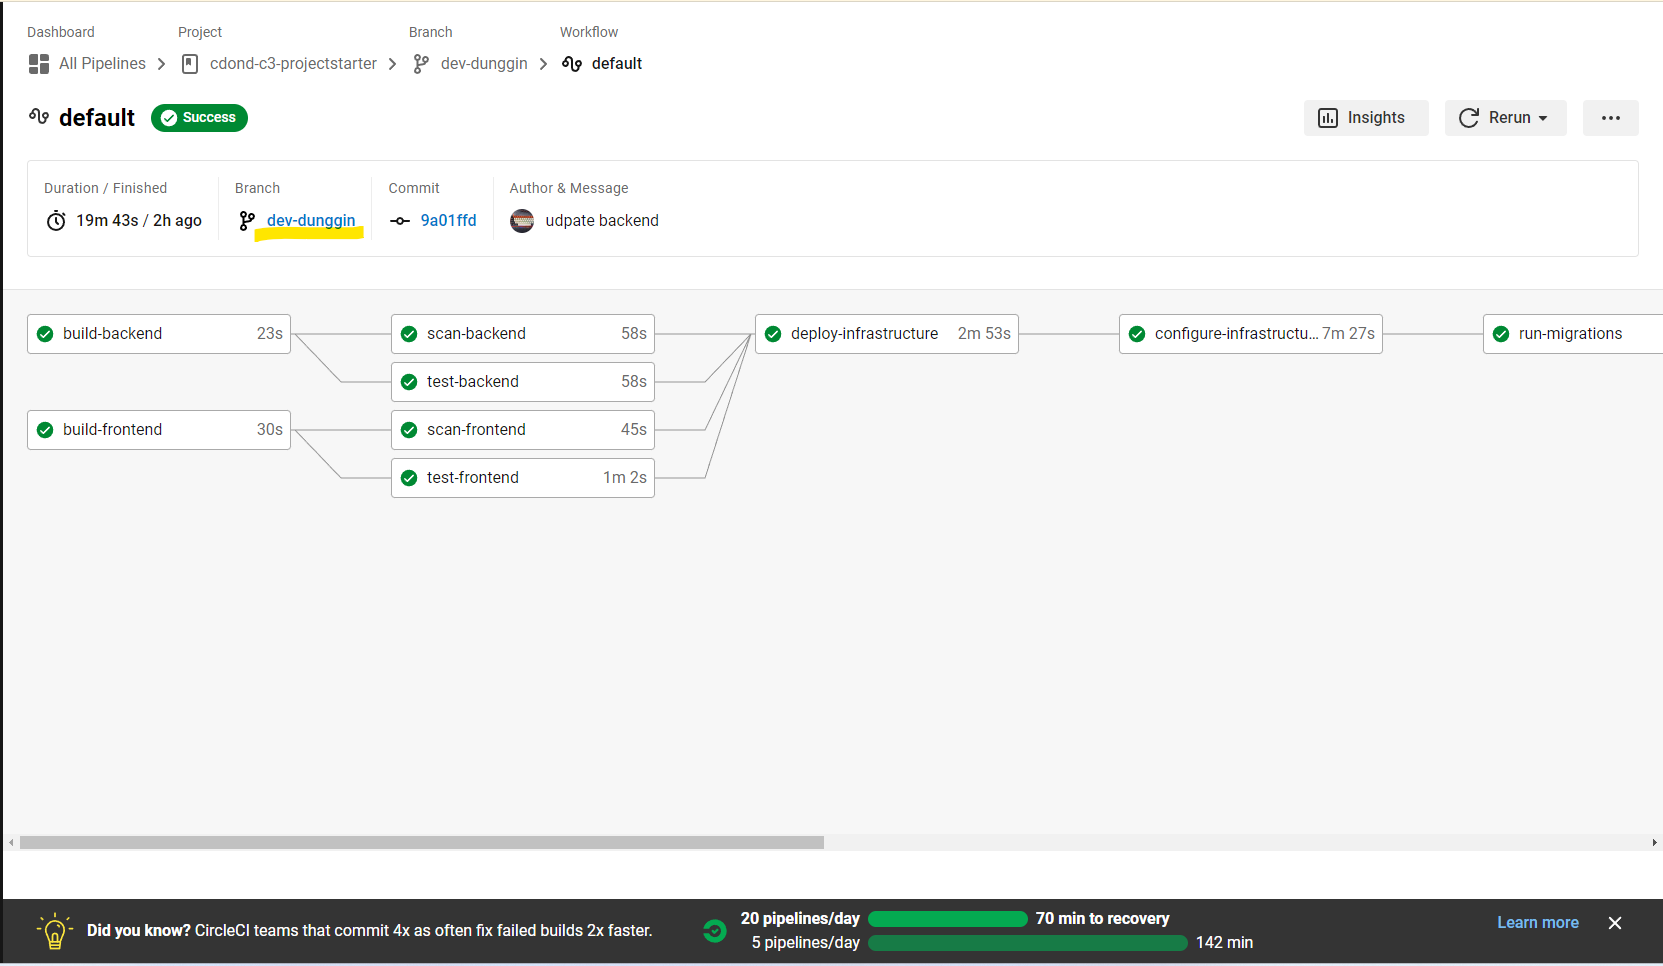 Dashboard Project Branch Workflow
All Pipelines cdond-c3-projectstarter dev-dunggin default
default Success Insights Rerun
Duration / Finished Branch Commit Author & Message
19m 43s / 2h ago dev-dunggin 9a01ffd udpate backend
build-backend 23s scan-backend 58s deploy-infrastructure 2m 53s configure-infrastructu... 7m 27s run-migrations
test-backend 58s
build-frontend 30s scan-frontend 45s
test-frontend 1m 2s
Did you know? CircleCI teams that commit 4x as often fix failed builds 2x faster.
20 pipelines/day 70 min to recovery
5 pipelines/day 142 min
Learn more